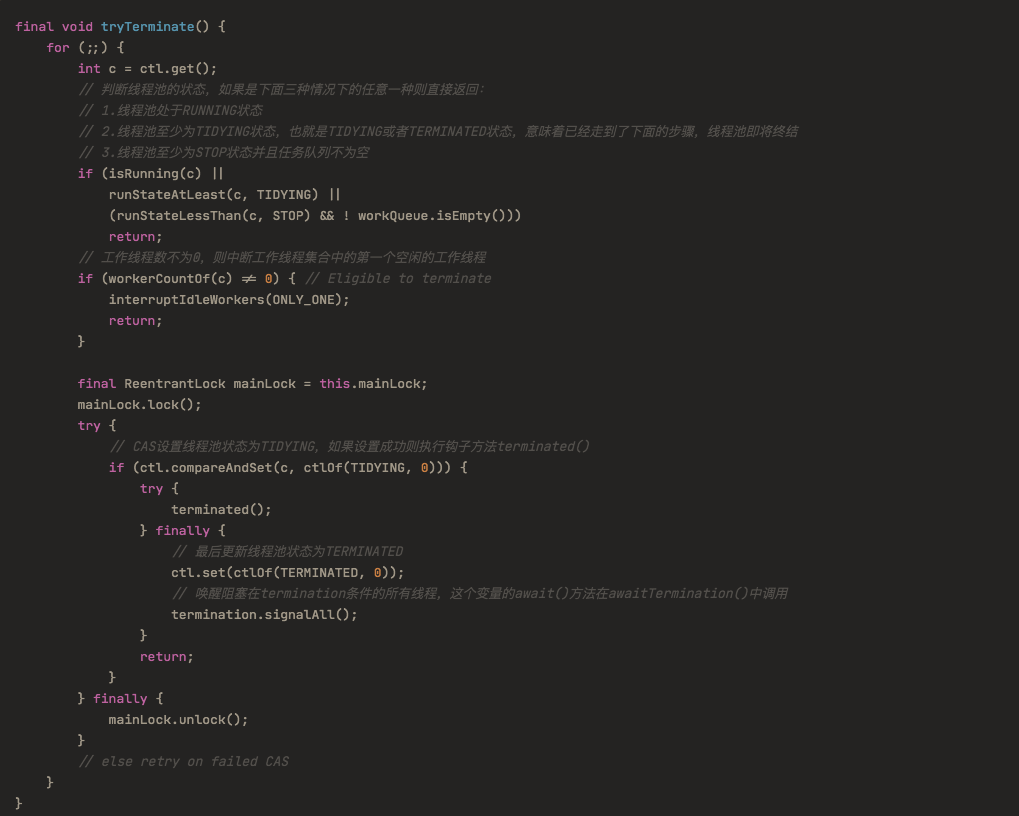 final void tryTerminate() {
    for (;;) {
        int c = ctl.get();
        // 判断线程池的状态，如果是下面三种情况下的任意一种则直接返回：
        // 1.线程池处于RUNNING状态
        // 2.线程池至少为TIDYING状态，也就是TIDYING或者TERMINATED状态，意味着已经走到了下面的步骤，线程池即将终结
        // 3.线程池至少为STOP状态并且任务队列不为空
        if (isRunning(c) ||
            runStateAtLeast(c, TIDYING) ||
            (runStateLessThan(c, STOP) && ! workQueue.isEmpty()))
            return;
        // 工作线程数不为0，则中断工作线程集合中的第一个空闲的工作线程
        if (workerCountOf(c) != 0) { // Eligible to terminate
            interruptIdleWorkers(ONLY_ONE);
            return;
        }

        final ReentrantLock mainLock = this.mainLock;
        mainLock.lock();
        try {
            // CAS设置线程池状态为TIDYING，如果设置成功则执行钩子方法terminated()
            if (ctl.compareAndSet(c, ctlOf(TIDYING, 0))) {
                try {
                    terminated();
                } finally {
                    // 最后更新线程池状态为TERMINATED
                    ctl.set(ctlOf(TERMINATED, 0));
                    // 唤醒阻塞在termination条件的所有线程，这个变量的await()方法在awaitTermination()中调用
                    termination.signalAll();
                }
                return;
            }
        } finally {
            mainLock.unlock();
        }
        // else retry on failed CAS
    }
}